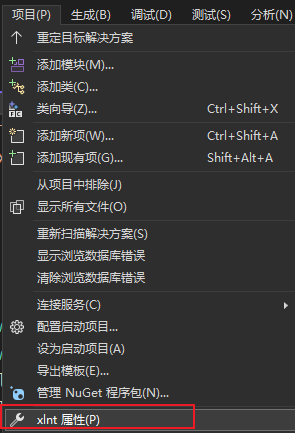 项目(P) 生成(B) 调试(D) 测试(S) 分析(N)
重定目标解决方案
添加模块(M)...
添加类(C)...
类向导(Z)... Ctrl+Shift+X
添加新项(W)... Ctrl+Shift+A
添加现有项(G)... Shift+Alt+A
从项目中排除(J)
显示所有文件(O)
重新扫描解决方案(S)
显示浏览数据库错误
清除浏览数据库错误
连接服务(C)
配置启动项目...
设为启动项目(A)
导出模板(E)...
管理 NuGet 程序包(N)...
xlnt 属性(P)